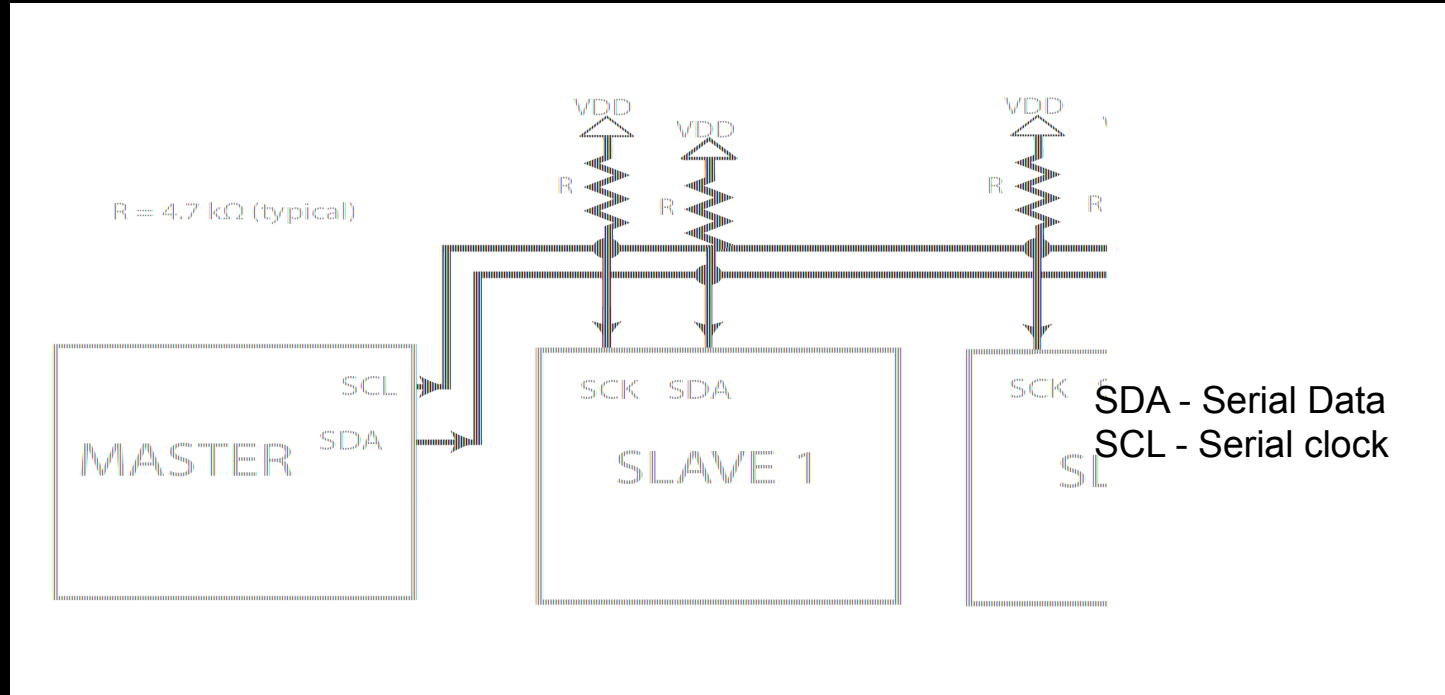 VDD
VDD
VDD
R
R
R
R
R = 4.7 kΩ (typical)
SCL
SDA
MASTER
SCK SDA
SLAVE 1
SCK
SDA - Serial Data
SCL - Serial clock